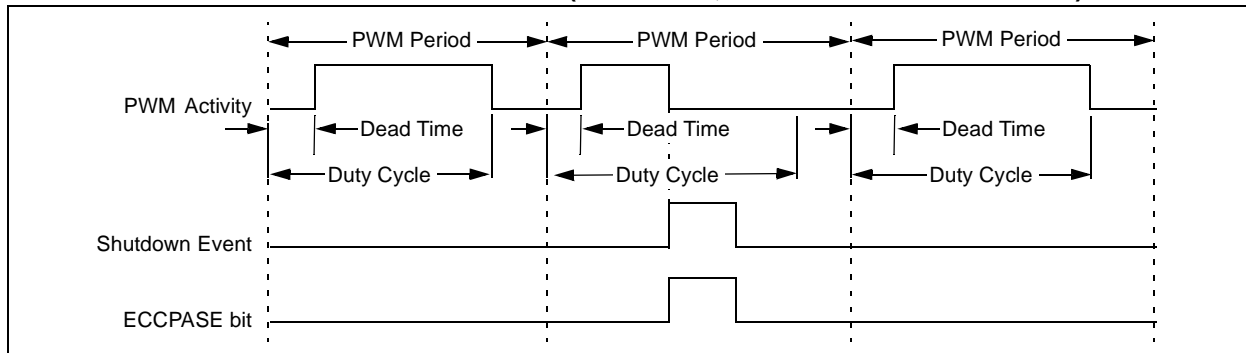 PWM Period PWM Period PWM Period
PWM Activity
Dead Time Dead Time Dead Time
Duty Cycle Duty Cycle Duty Cycle
Shutdown Event
ECCPASE bit